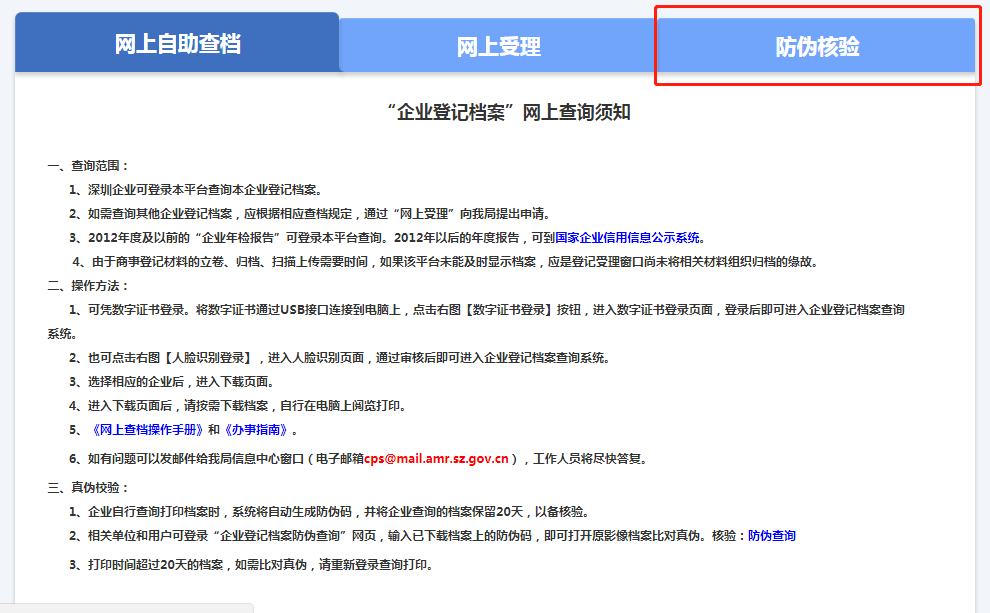 网上自助查档
网上受理
防伪核验
“企业登记档案”网上查询须知
一、查询范围：
1、深圳企业可登录本平台查询本企业登记档案。
2、如需查询其他企业登记档案，应根据相应查档规定，通过“网上受理”向我局提出申请。
3、2012年度及以前的“企业年检报告”可登录本平台查询。2012年以后的年度报告，可到国家企业信用信息公示系统。
4、由于商事登记材料的立卷、归档、扫描上传需要时间，如果该平台未能及时显示档案，应是登记受理窗口尚未将相关材料组织归档的缘故。
二、操作方法：
1、可凭数字证书登录。将数字证书通过USB接口连接到电脑上，点击右图【数字证书登录】按钮，进入数字证书登录页面，登录后即可进入企业登记档案查询
系统。
2、也可点击右图【人脸识别登录】，进入人脸识别页面，通过审核后即可进入企业登记档案查询系统。
3、选择相应的企业后，进入下载页面。
4、进入下载页面后，请按需下载档案，自行在电脑上阅览打印。
5、《网上查档操作手册》和《办事指南》。
6、如有问题可以发邮件给我局信息中心窗口（电子邮箱cps@mail.amr.sz.gov.cn），工作人员将尽快答复。
三、真伪校验：
1、企业自行查询打印档案时，系统将自动生成防伪码，并将企业查询的档案保留20天，以备核验。
2、相关单位和用户可登录“企业登记档案防伪查询”网页，输入已下载档案上的防伪码，即可打开原影像档案比对真伪。核验：防伪查询
3、打印时间超过20天的档案，如需比对真伪，请重新登录查询打印。